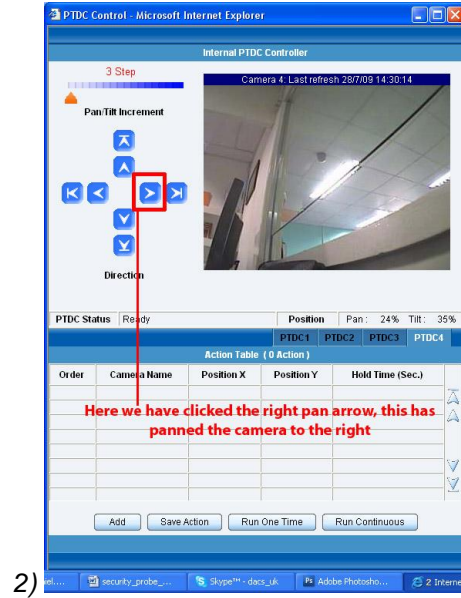 PTDC Control - Microsoft Internet Explorer
Internal PTDC Controller
3 Step
Camera 4: Last refresh 28/7/09 14:30:14
Pan/Tilt Increment
Direction
PTDC Status Ready Position Pan : 24% Tilt : 35%
PTDC1 PTDC2 PTDC3 PTDC4
Action Table ( 0 Action )
Order Camera Name Position X Position Y Hold Time (Sec.)
Here we have clicked the right pan arrow, this has
panned the camera to the right
Add Save Action Run One Time Run Continuous
2)
security_probe_... Skype™ - dacs_uk Adobe Photosho... 2 Interne